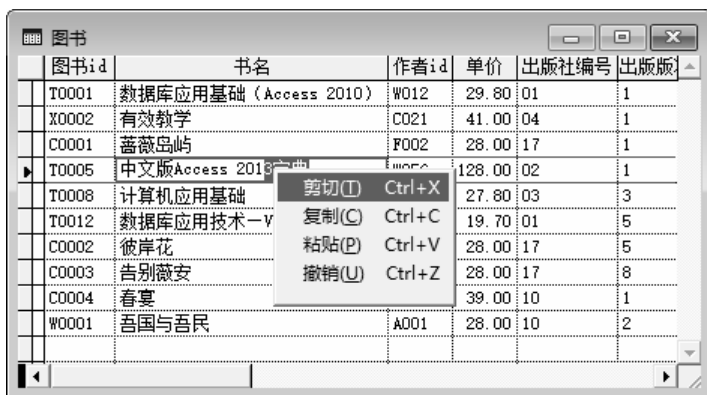 图书
图书id 书名 作者id 单价 出版社编号 出版版
T0001 数据库应用基础（Access 2010） W012 29.80 01 1
X0002 有效教学 C021 41.00 04 1
C0001 蔷薇岛屿 F002 28.00 17 1
T0005 中文版Access 2013宝典 128.00 02 1
T0008 计算机应用基础 27.80 03 3
T0012 数据库应用技术－V 19.70 01 5
C0002 彼岸花 28.00 17 5
C0003 告别薇安 28.00 17 8
C0004 春宴 39.00 10 1
W0001 吾国与吾民 A001 28.00 10 2
剪切(T) Ctrl+X
复制(C) Ctrl+C
粘贴(P) Ctrl+V
撤销(U) Ctrl+Z